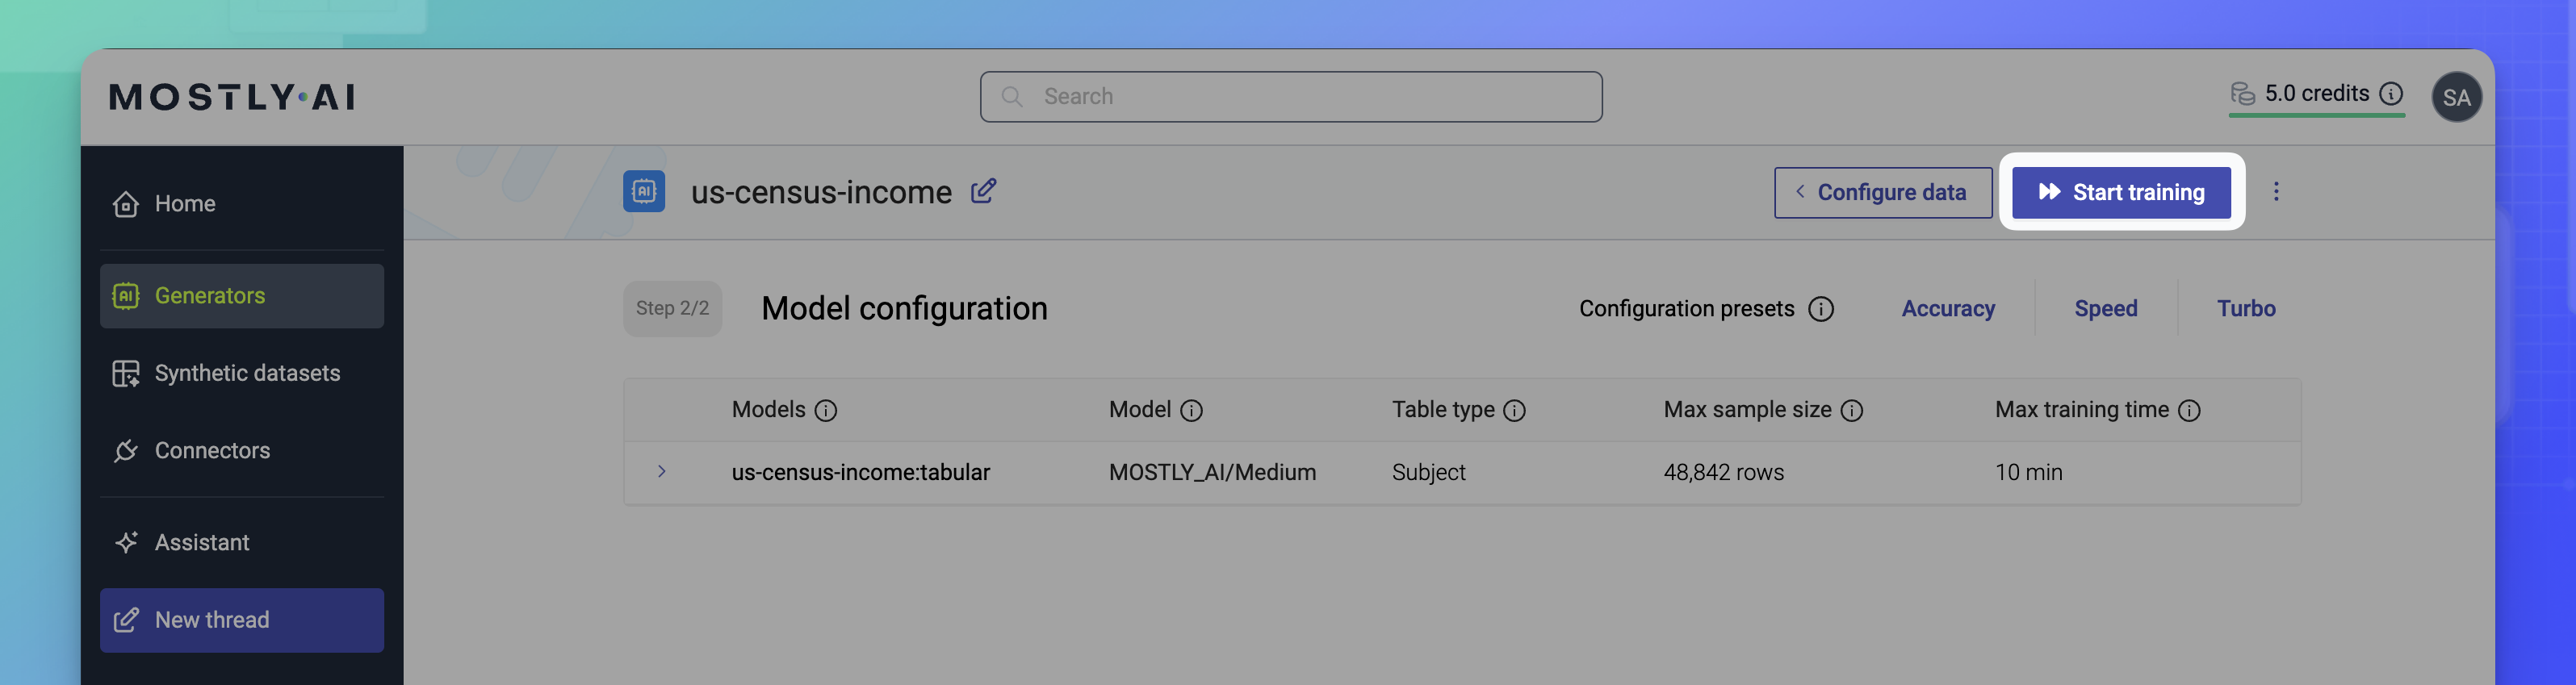 MOSTLY·AI
Search
5.0 credits
SA
Home
Generators
Synthetic datasets
Connectors
Assistant
New thread
us-census-income
Configure data
Start training
Step 2/2
Model configuration
Configuration presets
Accuracy
Speed
Turbo
Models
Model
Table type
Max sample size
Max training time
us-census-income:tabular
MOSTLY_AI/Medium
Subject
48,842 rows
10 min